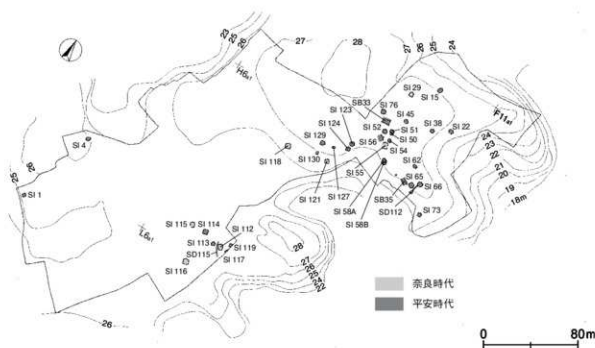 27
28
27
26
25
24
23
25
26
H6a1
SI 29
SI 15
SB33
SI 76
SI 123
SI 45
SI 124
F11a1
SI 52
SI 51
SI 38
SI 22
SI 129
SI 56
SI 50
SI 4
SI 54
24
23
22
21
20
19
18m
SI 118
SI 130
SI 62
SI 55
SI 65
SI 66
25
26
SI 1
SI 121
SI 127
SB35
SI 58A
SD112
SI 73
SI 58B
SI 115
SI 114
SI 112
L6a1
SI 113
SI 119
SD115
SI 117
28
SI 116
26
奈良時代
平安時代
0
80m